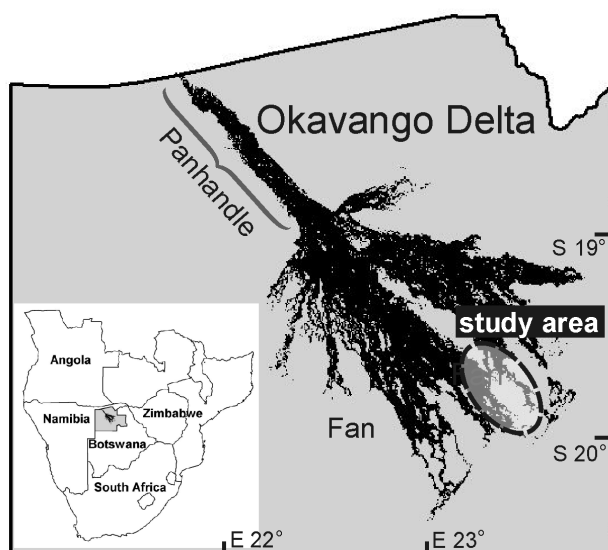 Okavango Delta
Panhandle
S 19°
study area
Angola
Namibia
Zimbabwe
Botswana
South Africa
Fan
S 20°
E 22°
E 23°